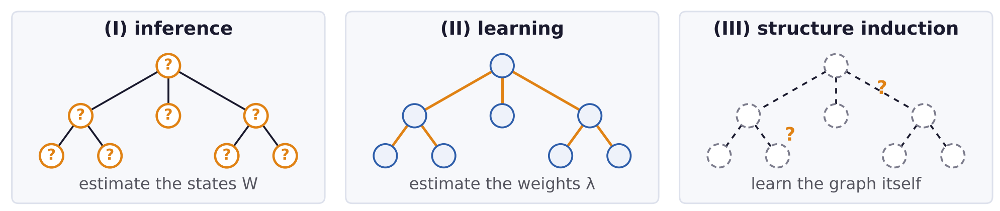 (I) inference
?
? ? ?
? ? ? ?
estimate the states W
(II) learning
estimate the weights λ
(III) structure induction
?
?
learn the graph itself